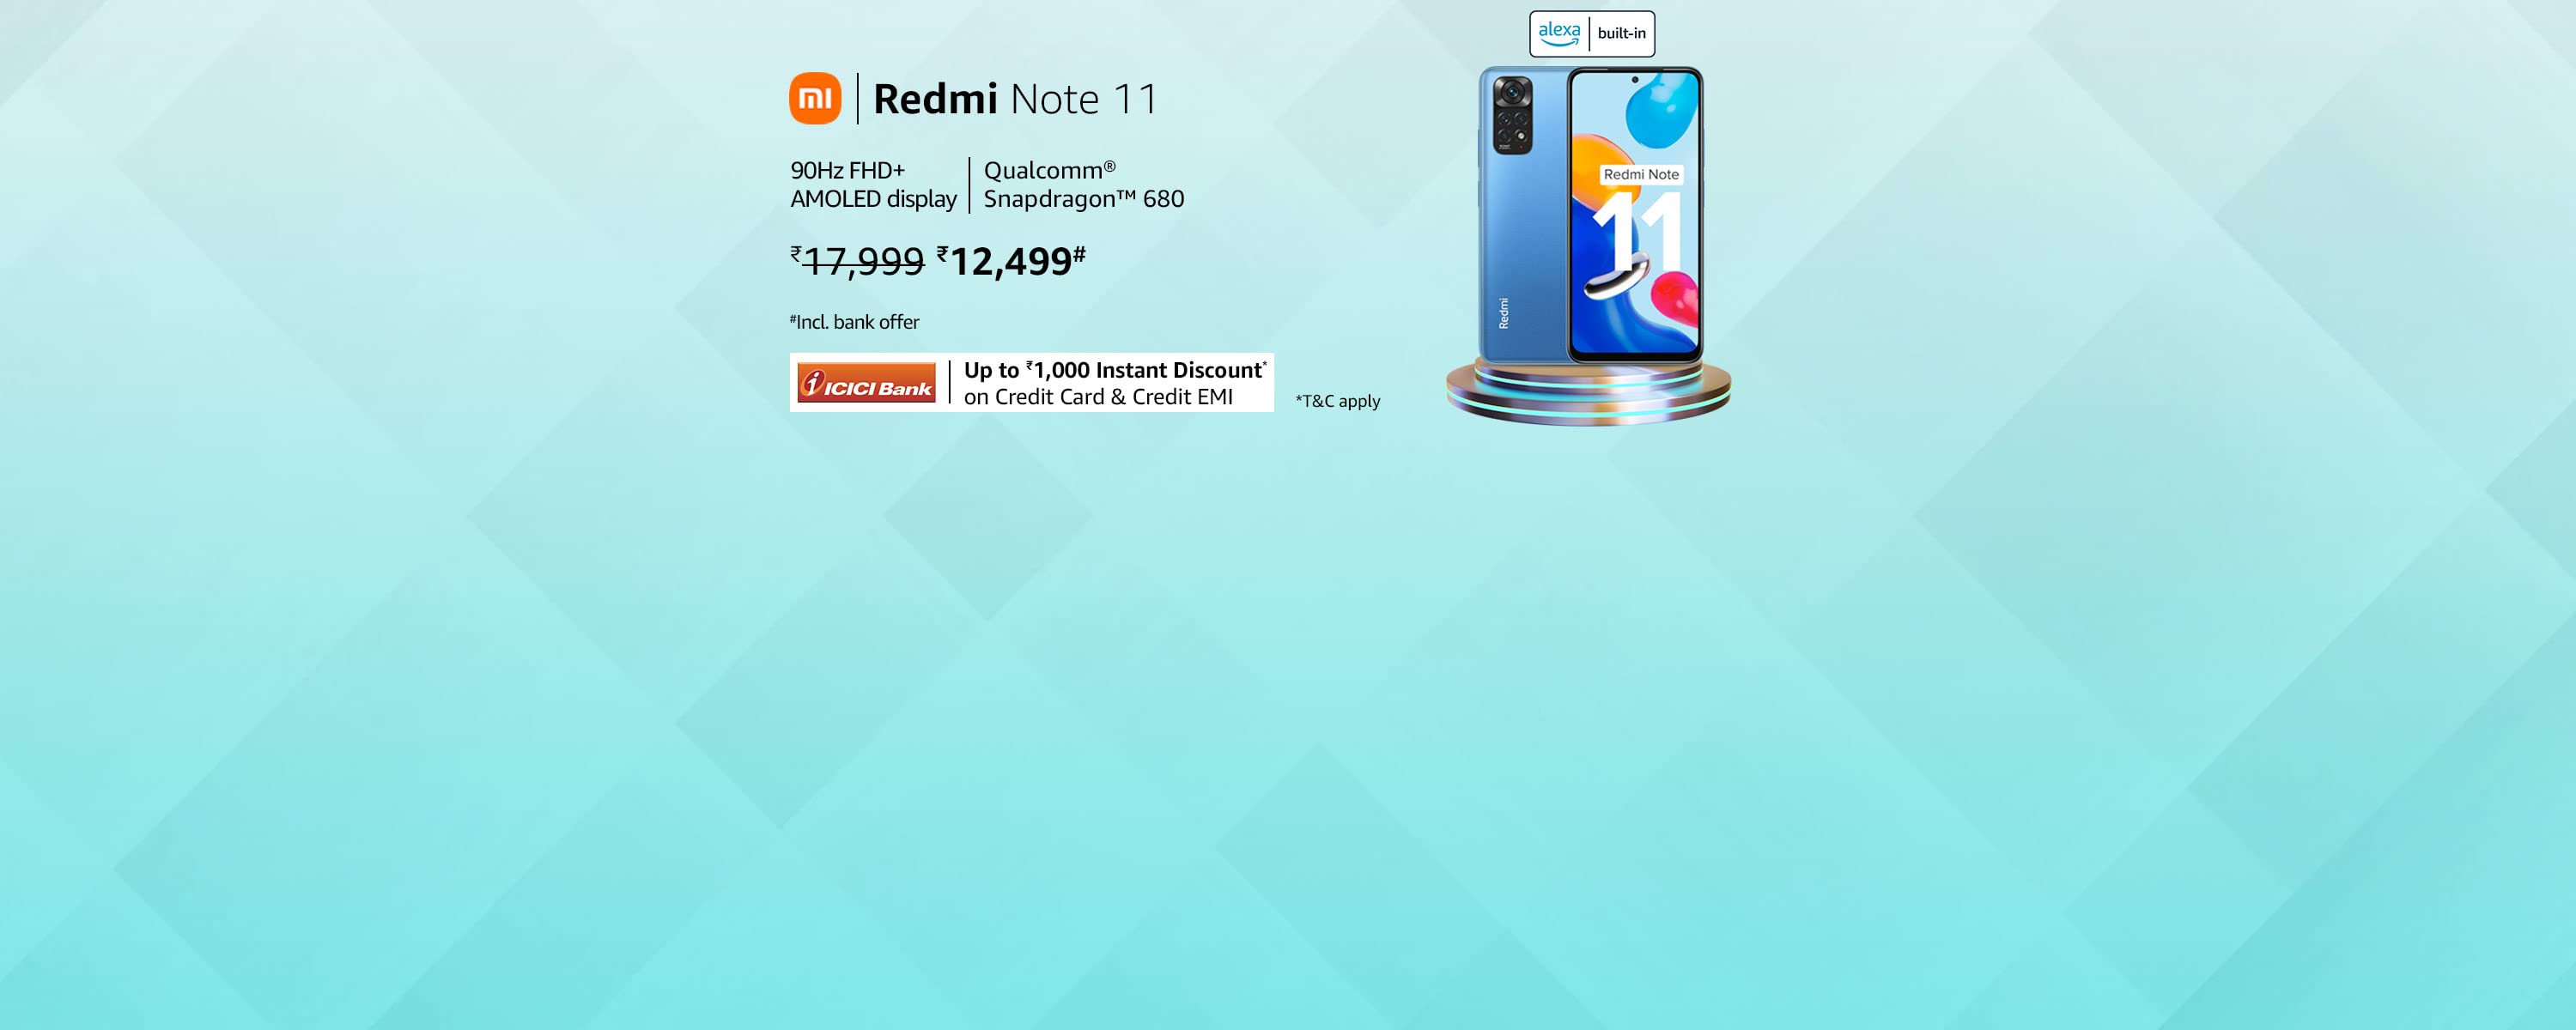 alexa built-in
mi Redmi Note 11
90Hz FHD+
AMOLED display
Qualcomm®
Snapdragon™ 680
₹17,999 ₹12,499#
#Incl. bank offer
ICICI Bank
Up to ₹1,000 Instant Discount*
on Credit Card & Credit EMI
*T&C apply
Redmi
Redmi Note
11